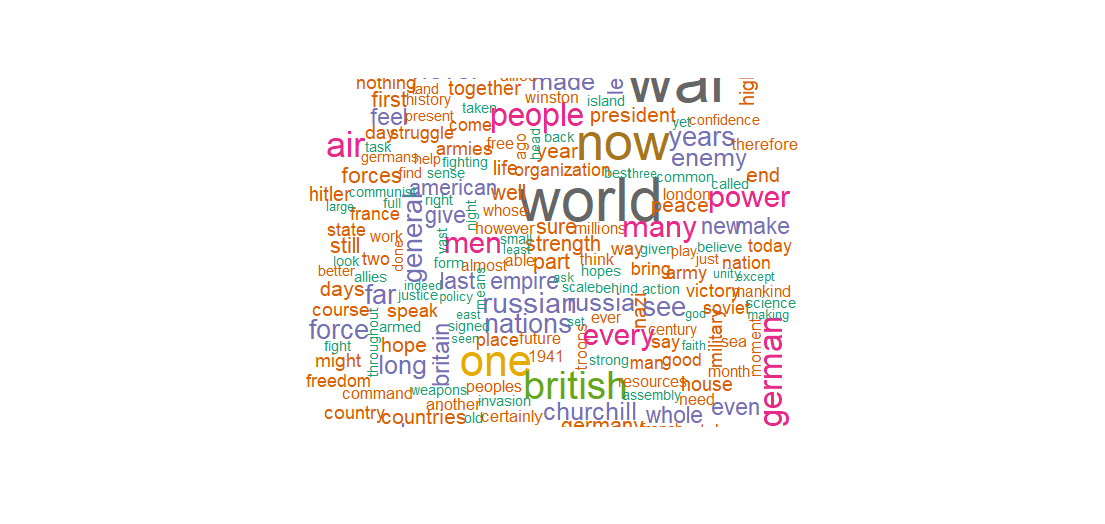 nothing land together made le high
first history winston island war
feel present taken people president yet confidence
day struggle come free ago head back now years therefore
air task armies year enemy
germans help fighting life organization best three common called end
forces find sense
hitler communist american well world london power
large full right whose peace
france general give night
state work men however sure millions many new make
still vast small least strength way given play believe today
look two done form almost able part think bring army just nation
better allies indeed last means empire ask hopes unity except
days far justice policy russian scale behind action victory mankind
course speak east nations russia nazi see god soviet science making
force armed signed set ever century military german
fight throughout hope britain seen place future troops every say faith sea moment
might long one 1941 strong man good month
freedom weapons peoples british resources house
command another invasion assembly need
country countries old certainly churchill whole even
germany